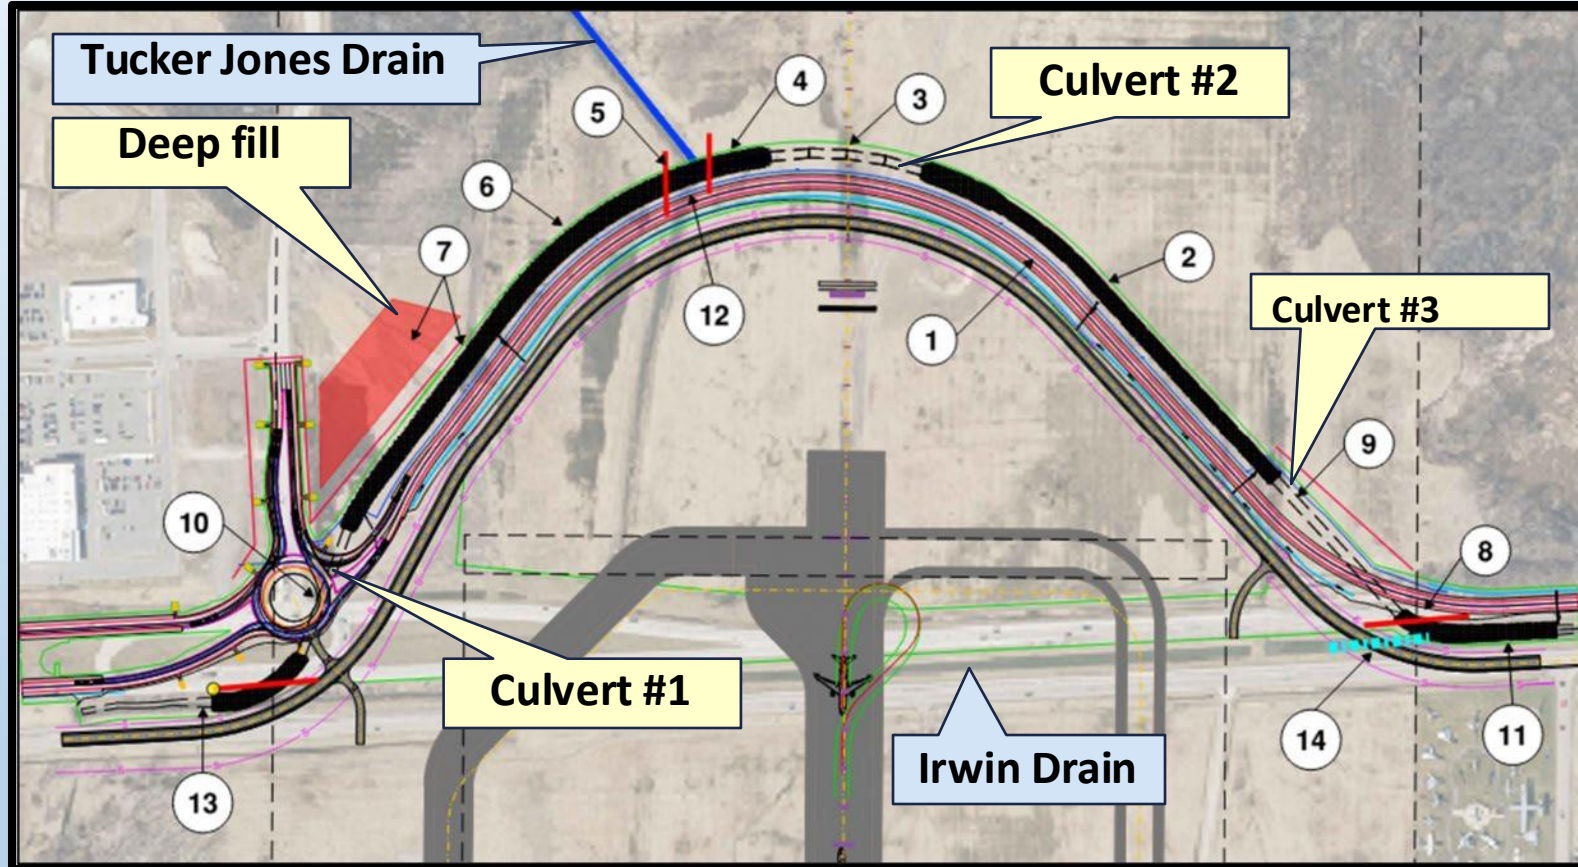 Tucker Jones Drain
Deep fill
Culvert #2
4
3
5
6
2
7
12
1
Culvert #3
9
10
8
Culvert #1
Irwin Drain
14
11
13